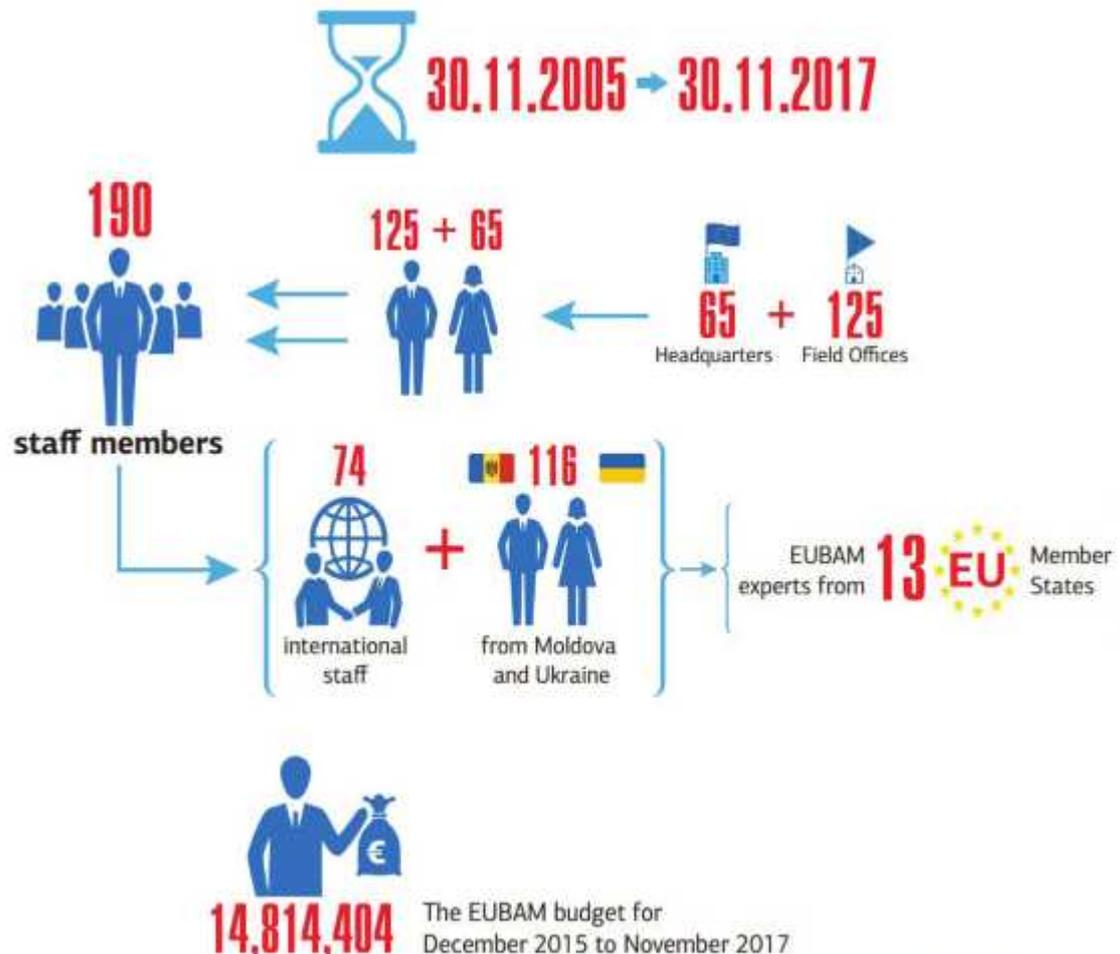 30.11.2005 30.11.2017
190
staff members
125 + 65
65 + 125
Headquarters Field Offices
74 + 116
international
staff
from Moldova
and Ukraine
EUBAM
experts from
13
EU
Member
States
€
14.814.404
The EUBAM budget for
December 2015 to November 2017